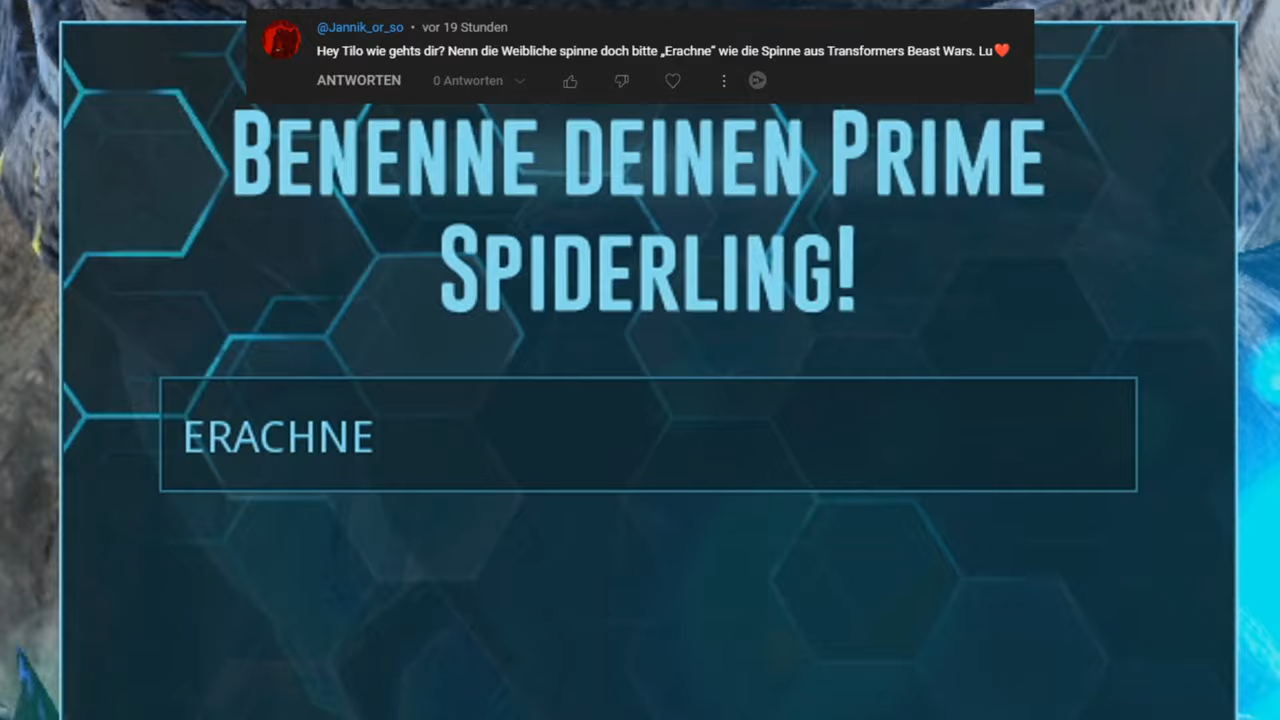 @Jannik_or_so • vor 19 Stunden
Hey Tilo wie gehts dir? Nenn die Weibliche spinne doch bitte „Erachne“ wie die Spinne aus Transformers Beast Wars. Lu❤️
ANTWORTEN 0 Antworten
BENENNE DEINEN PRIME
SPIDERLING!
ERACHNE